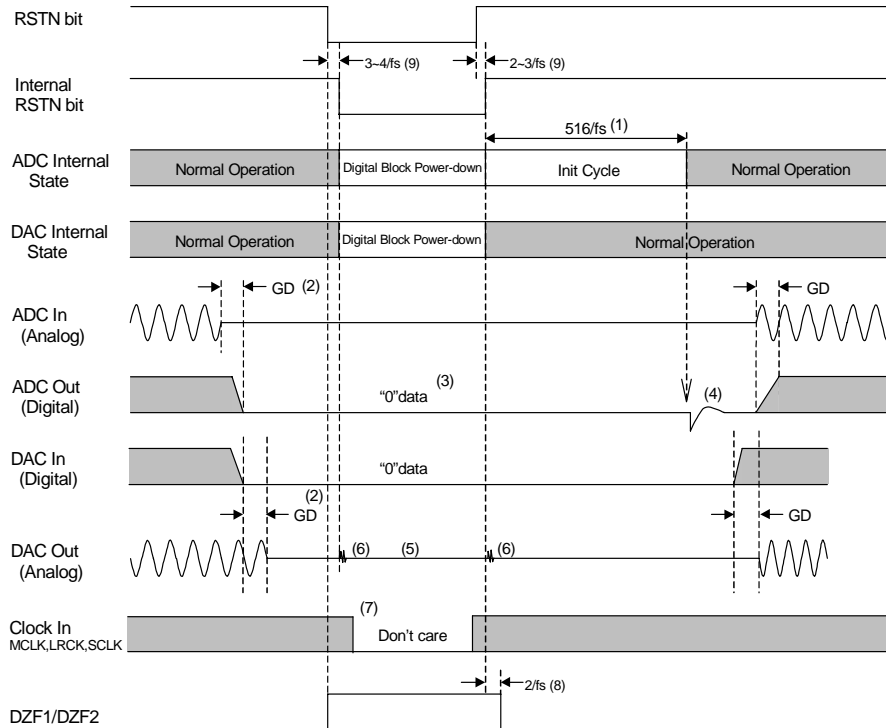 RSTN bit
3~4/fs (9)
2~3/fs (9)
Internal
RSTN bit
516/fs (1)
ADC Internal
State
Normal Operation
Digital Block Power-down
Init Cycle
Normal Operation
DAC Internal
State
Normal Operation
Digital Block Power-down
Normal Operation
GD (2)
GD
ADC In
(Analog)
ADC Out
(Digital)
“0”data (3)
(4)
DAC In
(Digital)
“0”data
(2)
GD
GD
DAC Out
(Analog)
(6)
(5)
(6)
Clock In
MCLK,LRCK,SCLK
(7)
Don't care
2/fs (8)
DZF1/DZF2